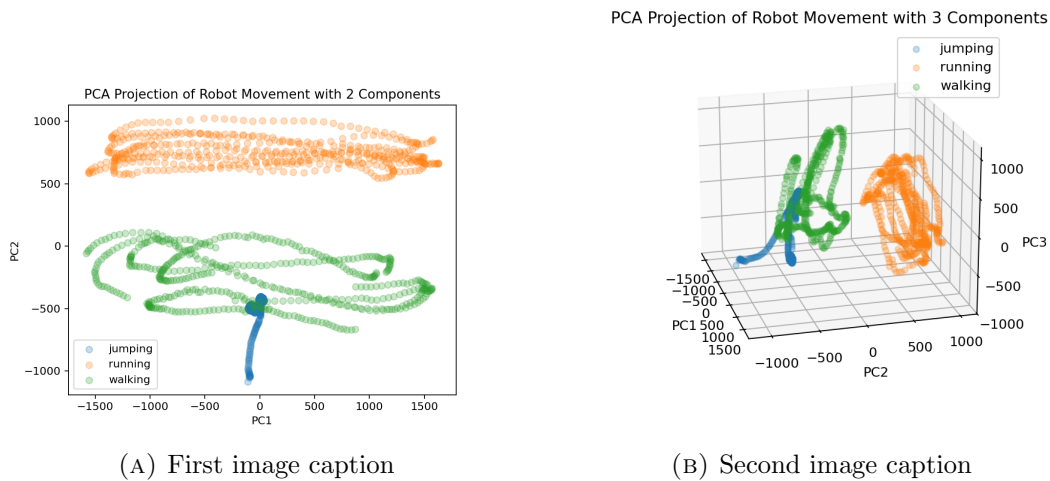 PCA Projection of Robot Movement with 2 Components
PC2
1000
500
0
−500
−1000
jumping
running
walking
−1500 −1000 −500 0 500 1000 1500
PC1
(A) First image caption
PCA Projection of Robot Movement with 3 Components
jumping
running
walking
1000
500
0
PC3
−500
−1000
−1500
−1000
−500
0
PC1 500
1000
1500
−1000 −500 0 500 1000
PC2
(B) Second image caption